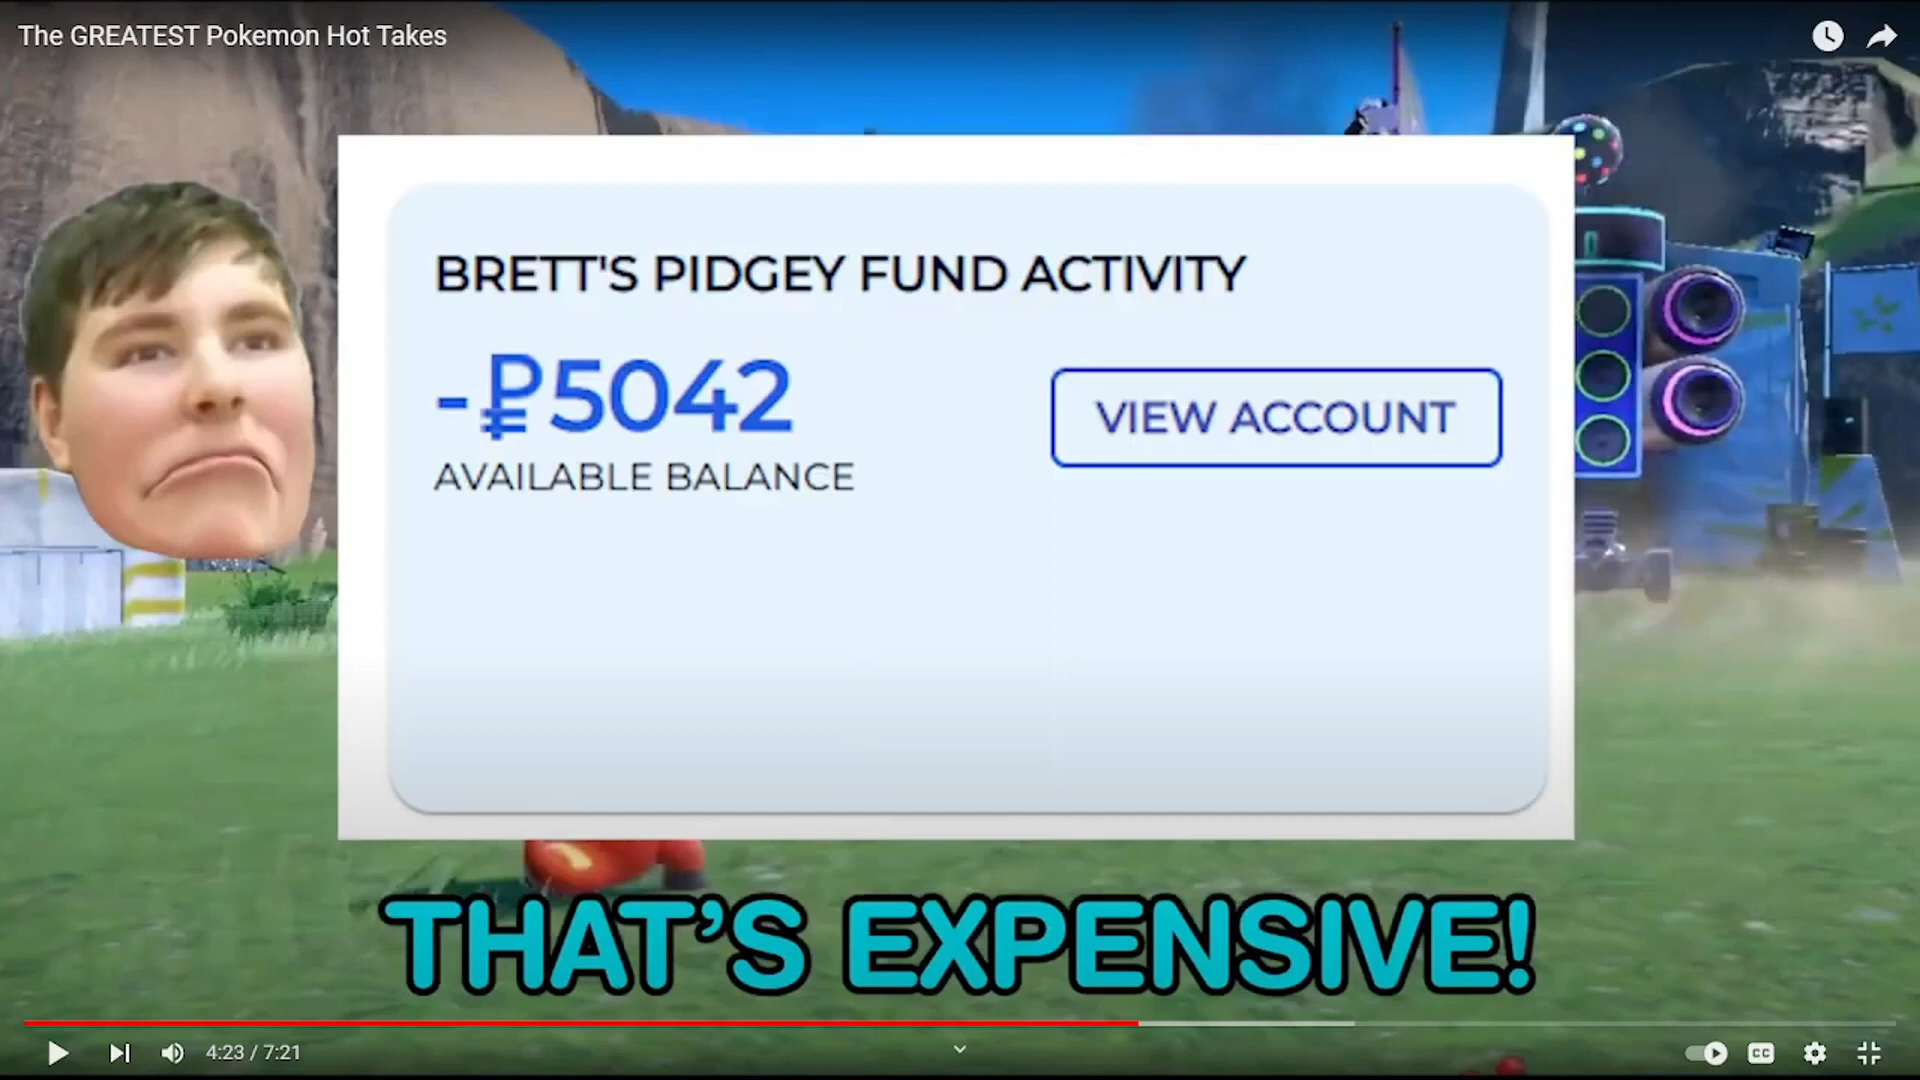 The GREATEST Pokemon Hot Takes
BRETT'S PIDGEY FUND ACTIVITY
-₽5042
VIEW ACCOUNT
AVAILABLE BALANCE
THAT’S EXPENSIVE!
4:23 / 7:21
CC